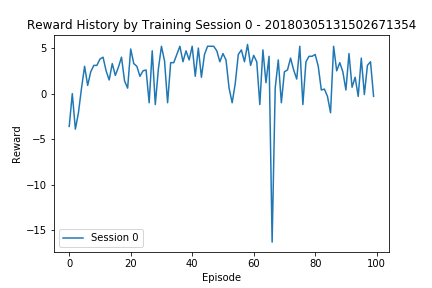 Reward History by Training Session 0 - 20180305131502671354
5
0
−5
−10
−15
Reward
Session 0
0 20 40 60 80 100
Episode